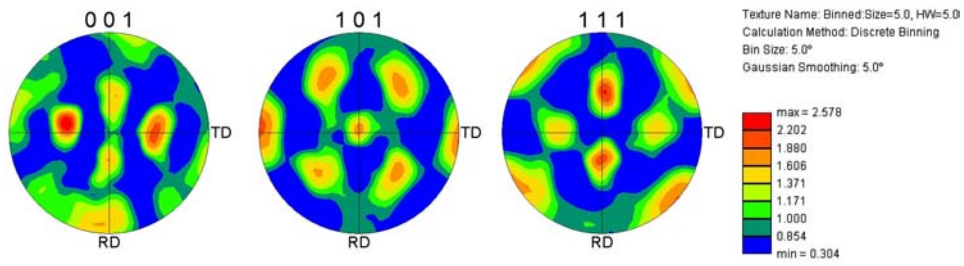 0 0 1
1 0 1
1 1 1
TD
TD
TD
RD
RD
RD
Texture Name: Binned:Size=5.0, HW=5.0
Calculation Method: Discrete Binning
Bin Size: 5.0°
Gaussian Smoothing: 5.0°
max = 2.578
2.202
1.880
1.606
1.371
1.171
1.000
0.854
min = 0.304